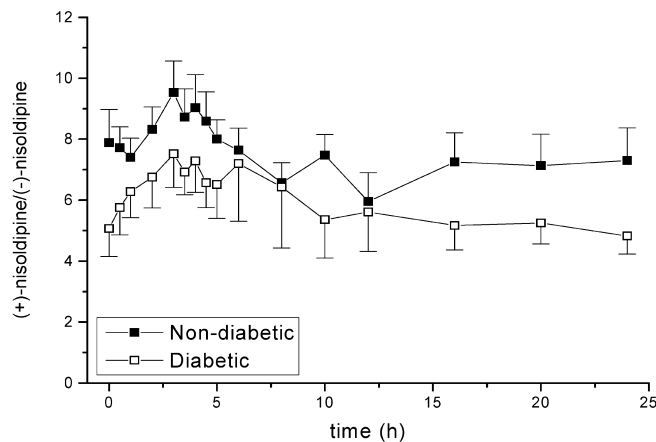 12
10
8
6
4
2
0
(+)-nisoldipine/(-)-nisoldipine
Non-diabetic
Diabetic
0 5 10 15 20 25
time (h)